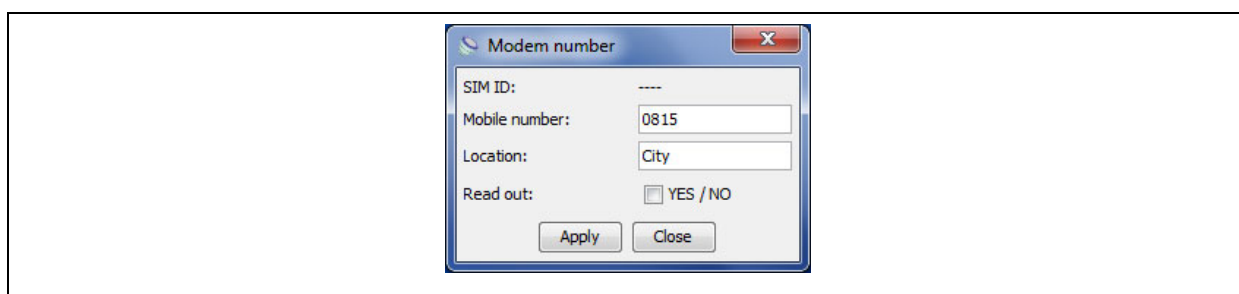 Modem number
SIM ID: ----
Mobile number: 0815
Location: City
Read out: YES / NO
Apply Close